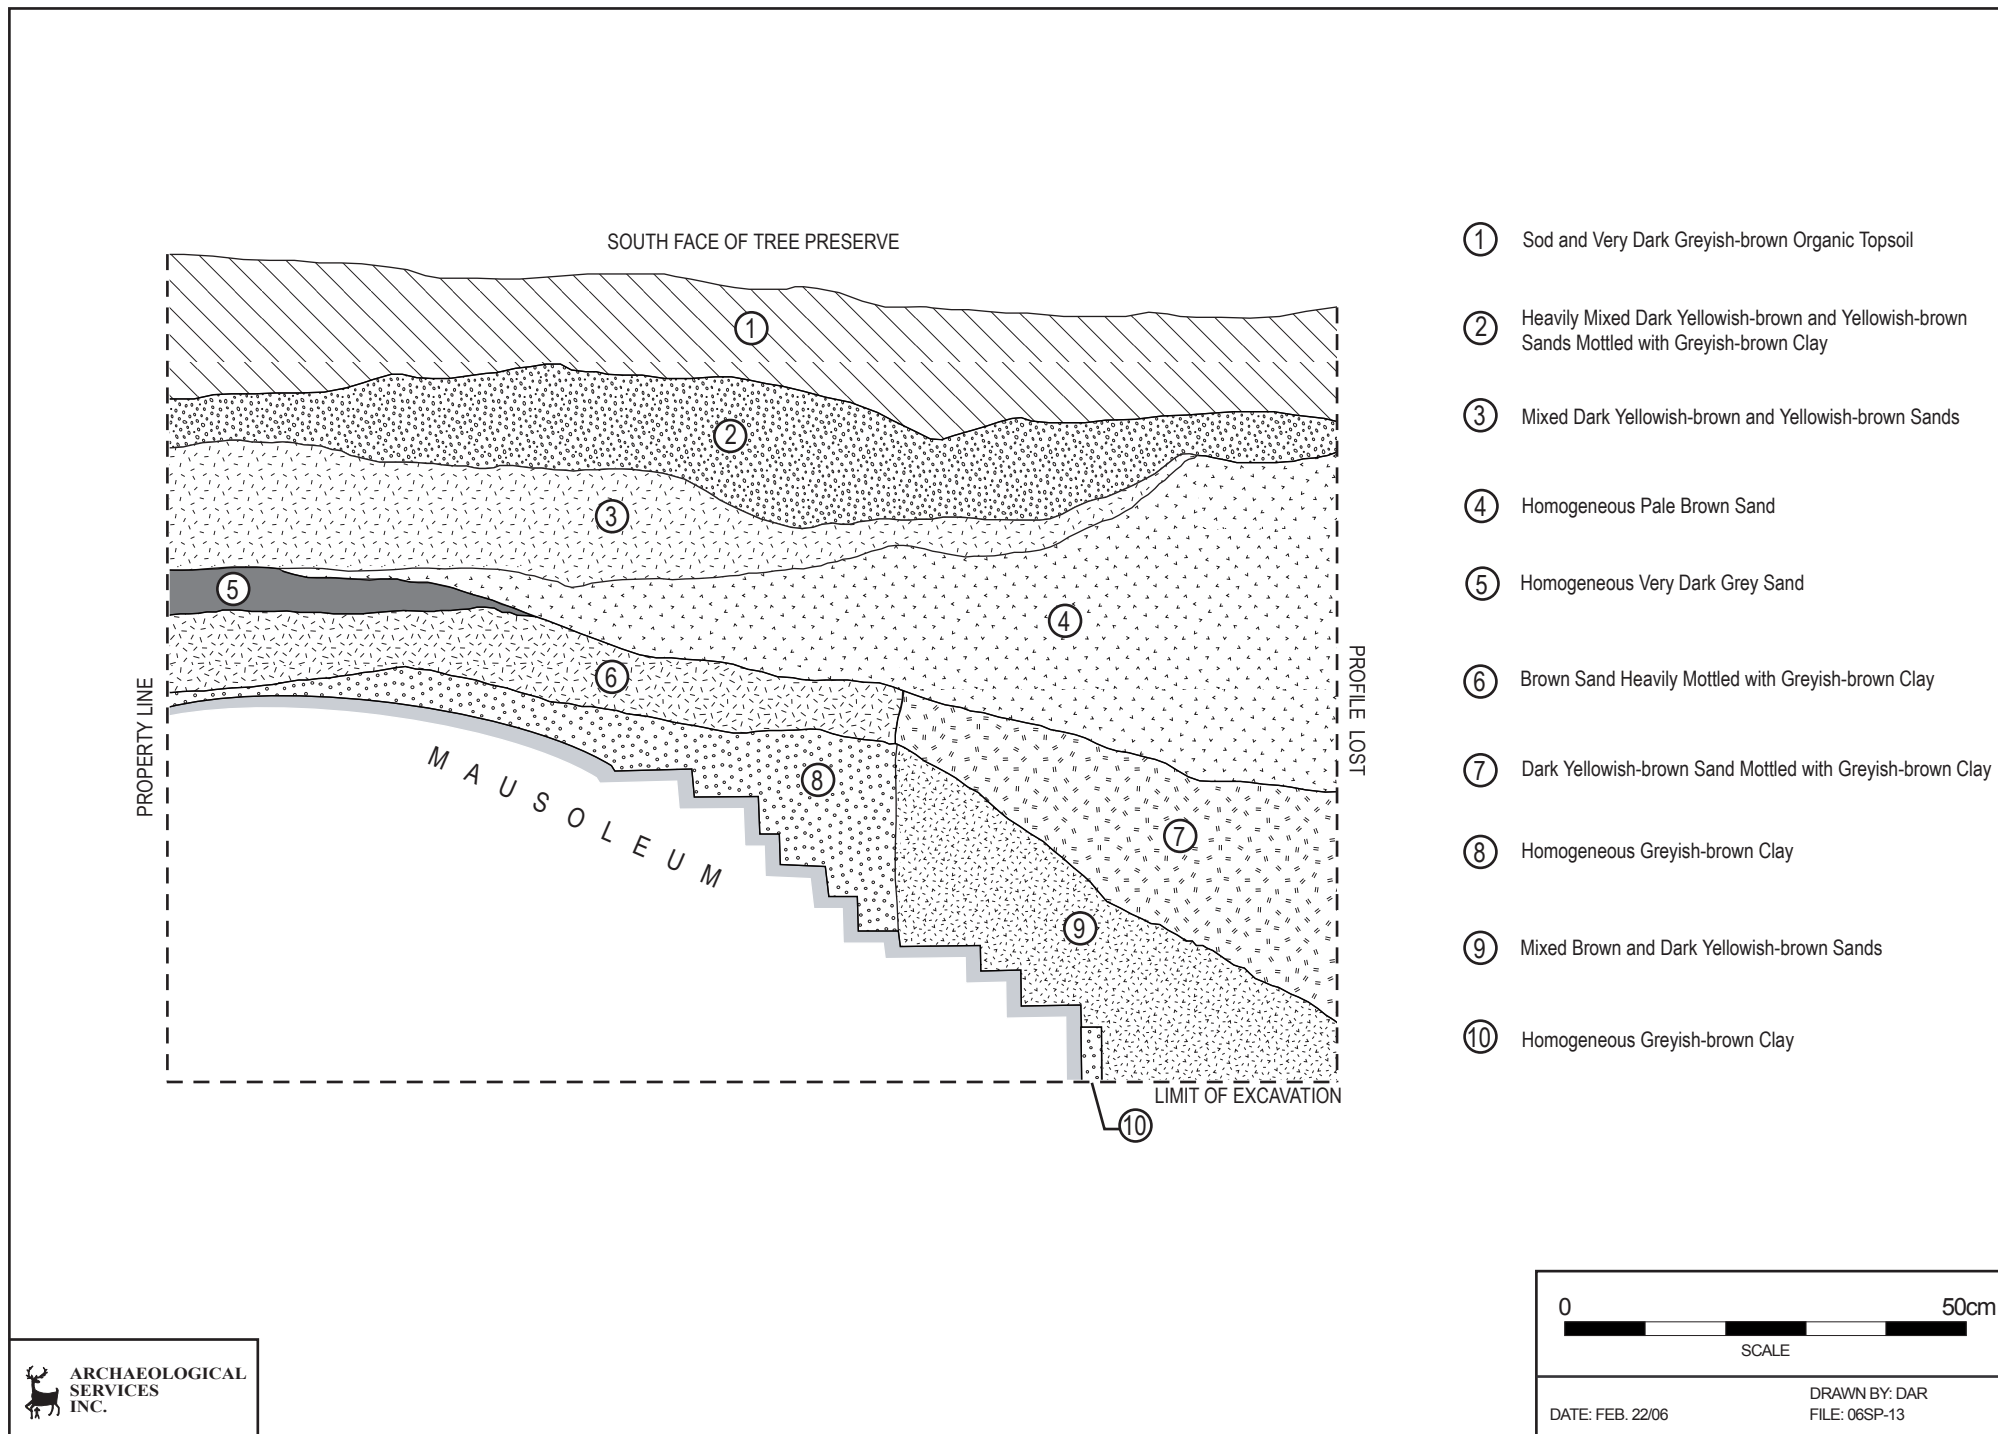 SOUTH FACE OF TREE PRESERVE
1
2
3
4
5
6
7
8
9
10
PROPERTY LINE
PROFILE LOST
MAUSOLEUM
LIMIT OF EXCAVATION
1 Sod and Very Dark Greyish-brown Organic Topsoil
2 Heavily Mixed Dark Yellowish-brown and Yellowish-brown
Sands Mottled with Greyish-brown Clay
3 Mixed Dark Yellowish-brown and Yellowish-brown Sands
4 Homogeneous Pale Brown Sand
5 Homogeneous Very Dark Grey Sand
6 Brown Sand Heavily Mottled with Greyish-brown Clay
7 Dark Yellowish-brown Sand Mottled with Greyish-brown Clay
8 Homogeneous Greyish-brown Clay
9 Mixed Brown and Dark Yellowish-brown Sands
10 Homogeneous Greyish-brown Clay
0 50cm
SCALE
DATE: FEB. 22/06
DRAWN BY: DAR
FILE: 06SP-13
ARCHAEOLOGICAL
SERVICES
INC.